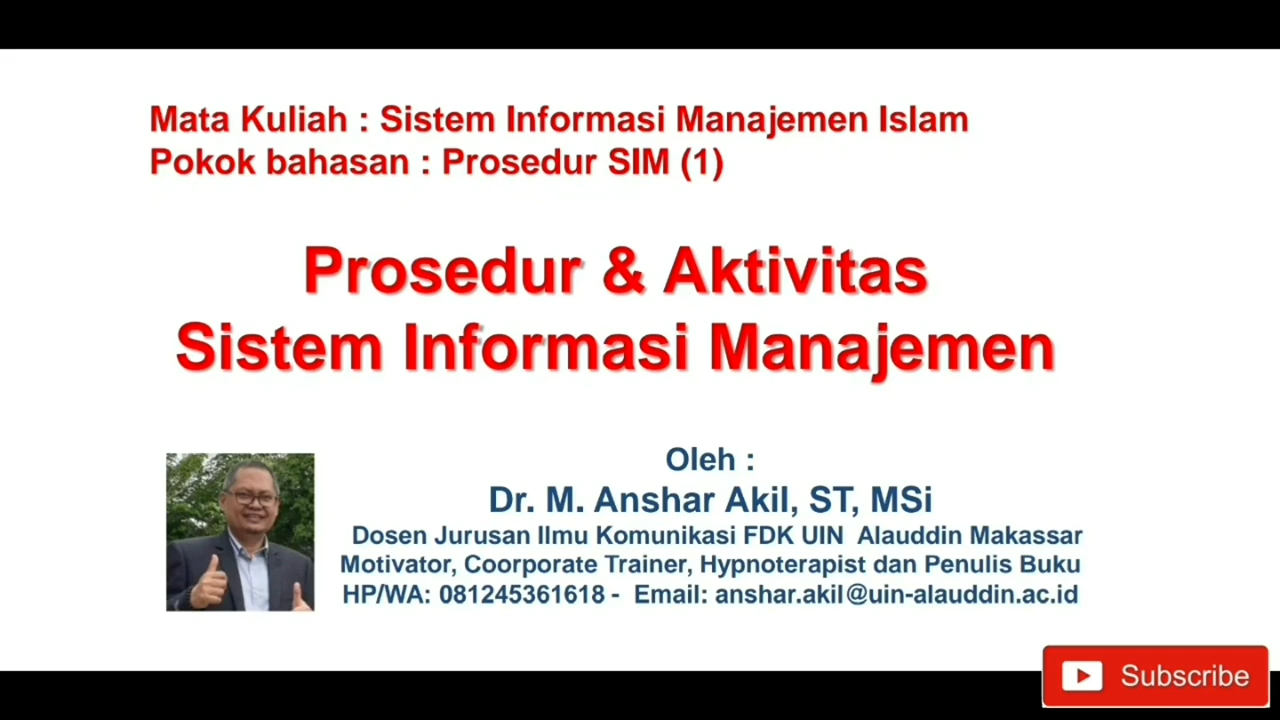 Mata Kuliah : Sistem Informasi Manajemen Islam
Pokok bahasan : Prosedur SIM (1)
Prosedur & Aktivitas
Sistem Informasi Manajemen
Oleh :
Dr. M. Anshar Akil, ST, MSi
Dosen Jurusan Ilmu Komunikasi FDK UIN Alauddin Makassar
Motivator, Coorporate Trainer, Hypnoterapist dan Penulis Buku
HP/WA: 081245361618 - Email: anshar.akil@uin-alauddin.ac.id
Subscribe